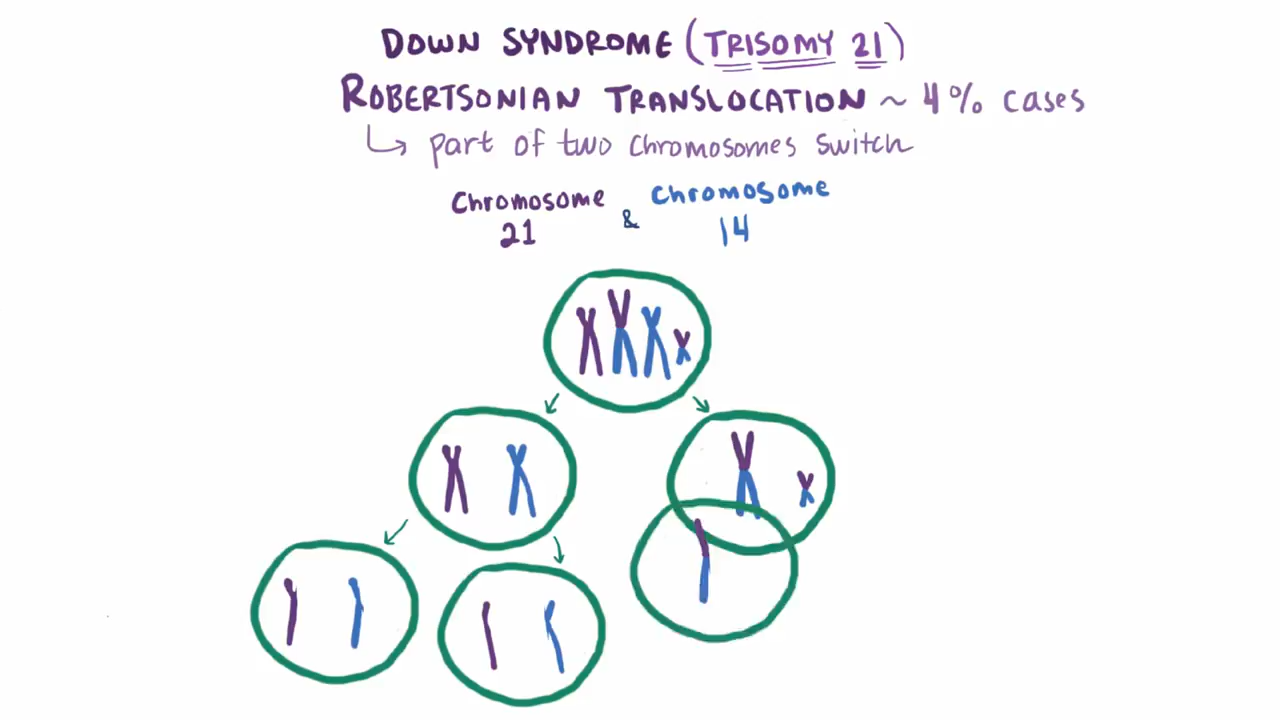 DOWN SYNDROME (TRISOMY 21)
ROBERTSONIAN TRANSLOCATION ~ 4% cases
↳ part of two chromosomes switch
Chromosome 21 & Chromosome 14